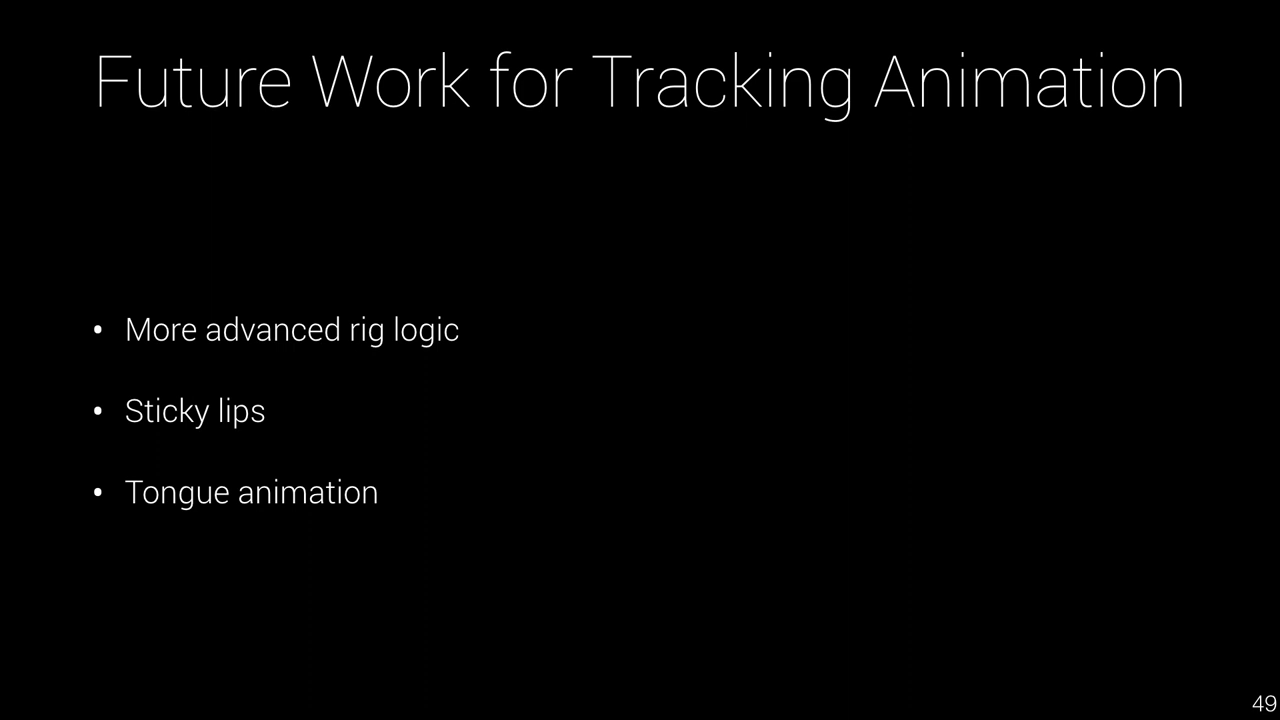 Future Work for Tracking Animation
• More advanced rig logic
• Sticky lips
• Tongue animation
49